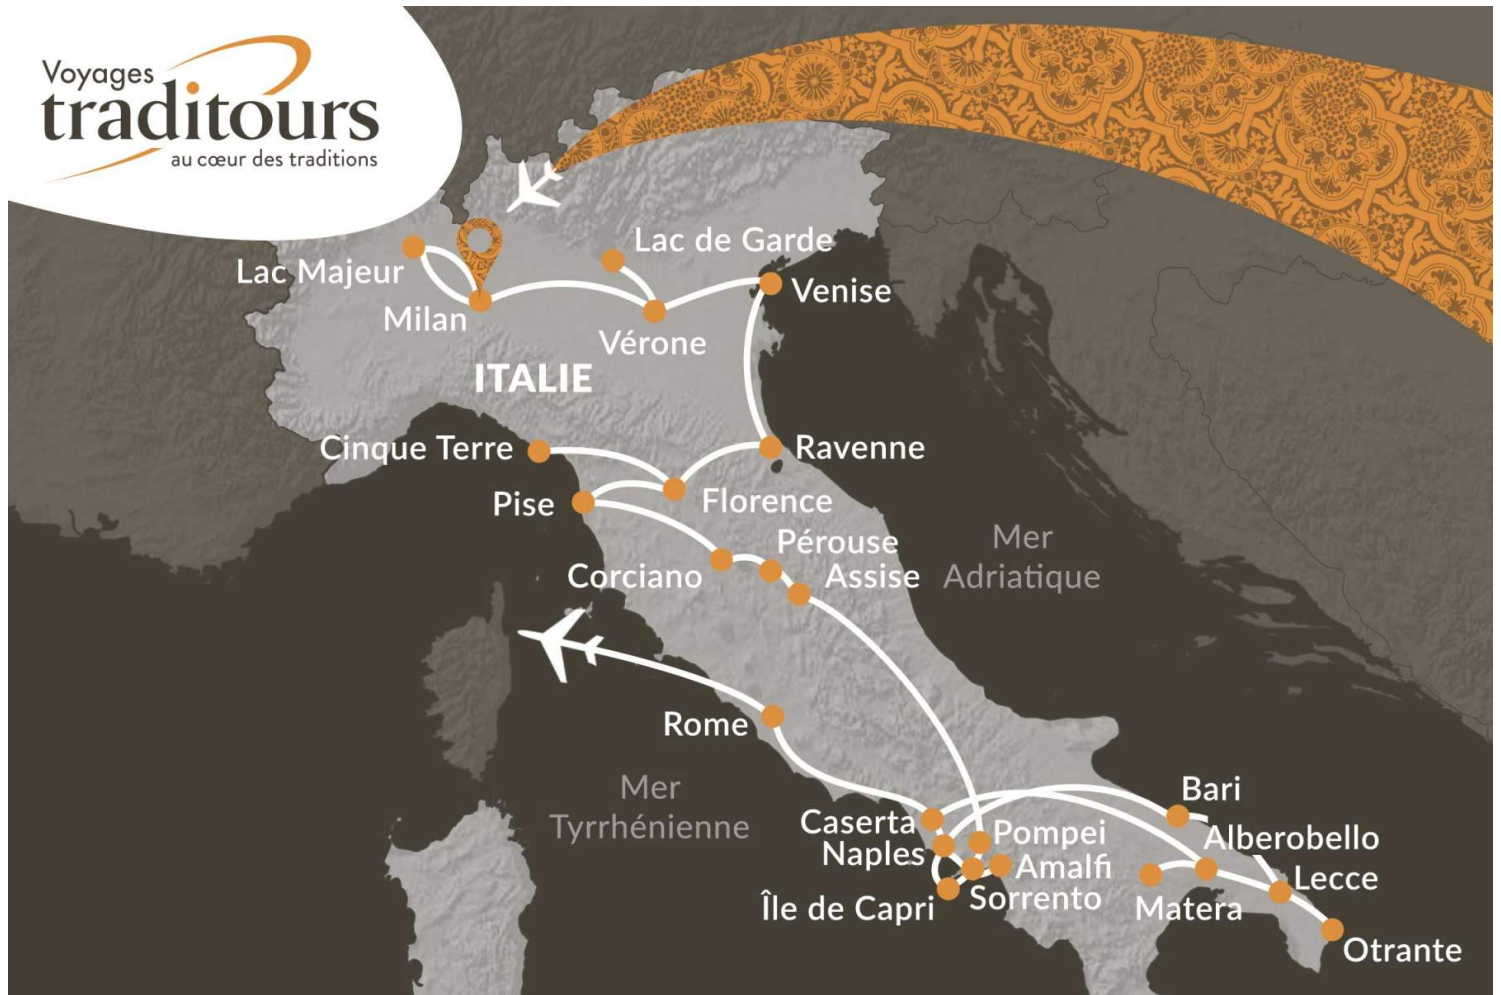 Voyages
traditours
au cœur des traditions
Lac de Garde
Lac Majeur
Venise
Milan
Vérone
ITALIE
Cinque Terre
Ravenne
Pise
Florence
Mer
Adriatique
Pérouse
Corciano
Assise
Rome
Mer
Tyrrhénienne
Bari
Caserta
Pompei
Alberobello
Naples
Amalfi
Lecce
Île de Capri
Sorrento
Matera
Otrante